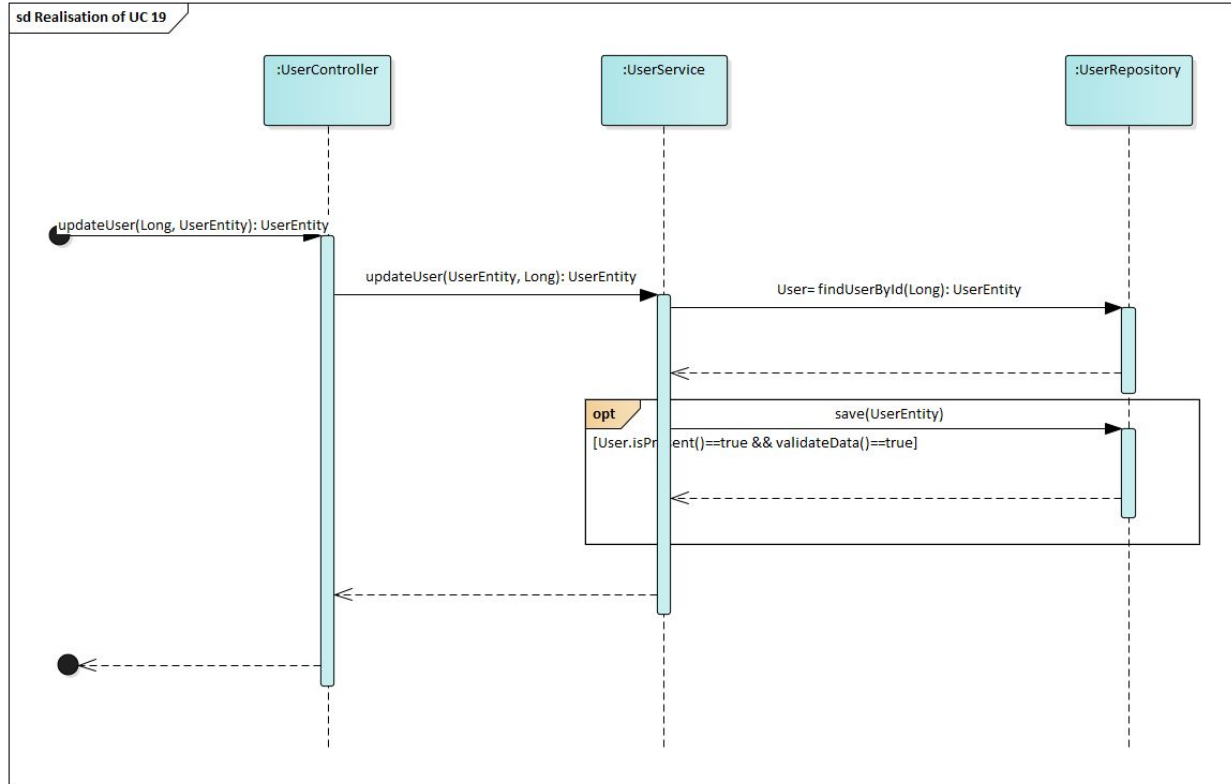 sd Realisation of UC 19
:UserController
:UserService
:UserRepository
updateUser(Long, UserEntity): UserEntity
updateUser(UserEntity, Long): UserEntity
User= findUserById(Long): UserEntity
opt
save(UserEntity)
[User.isPresent()==true && validateData()==true]